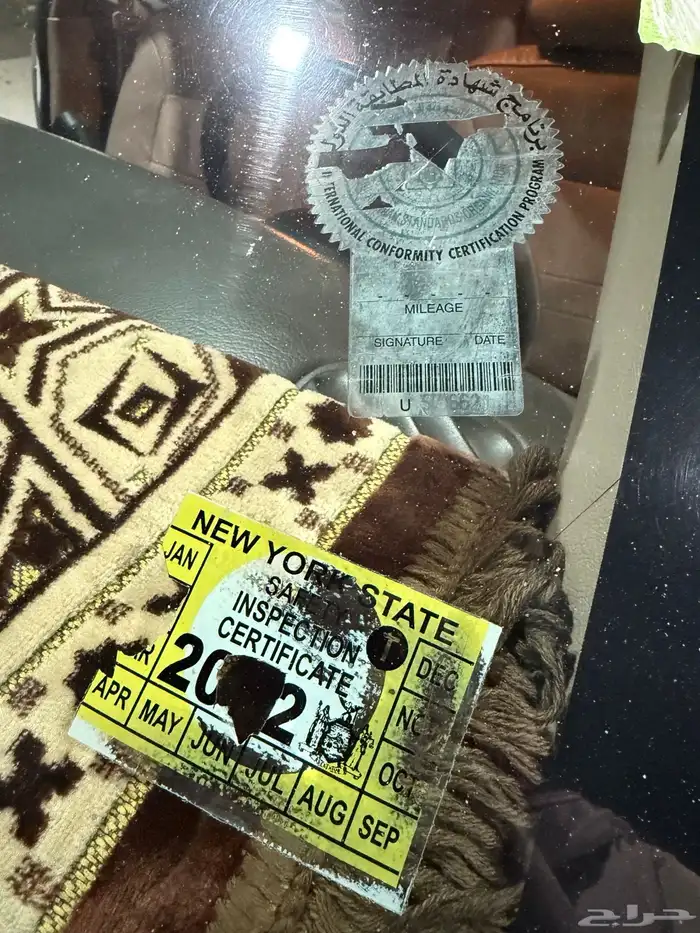 برنامج شهادة المطابقة
INTERNATIONAL CONFORMITY CERTIFICATION PROGRAM
MILEAGE
SIGNATURE DATE
U
NEW YORK STATE
SAFETY
INSPECTION
CERTIFICATE
T
JAN
APR
MAY
JUN
JUL
AUG
SEP
OCT
DEC
حراج